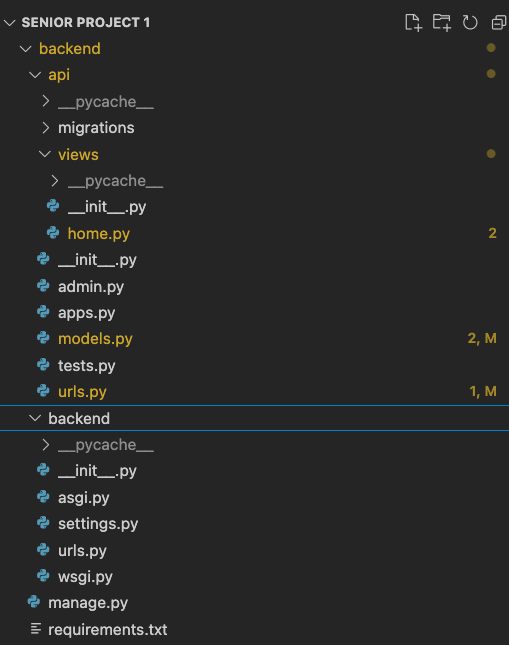 SENIOR PROJECT 1
backend
api
__pycache__
migrations
views
__pycache__
__init__.py
home.py 2
__init__.py
admin.py
apps.py
models.py 2, M
tests.py
urls.py 1, M
backend
__pycache__
__init__.py
asgi.py
settings.py
urls.py
wsgi.py
manage.py
requirements.txt